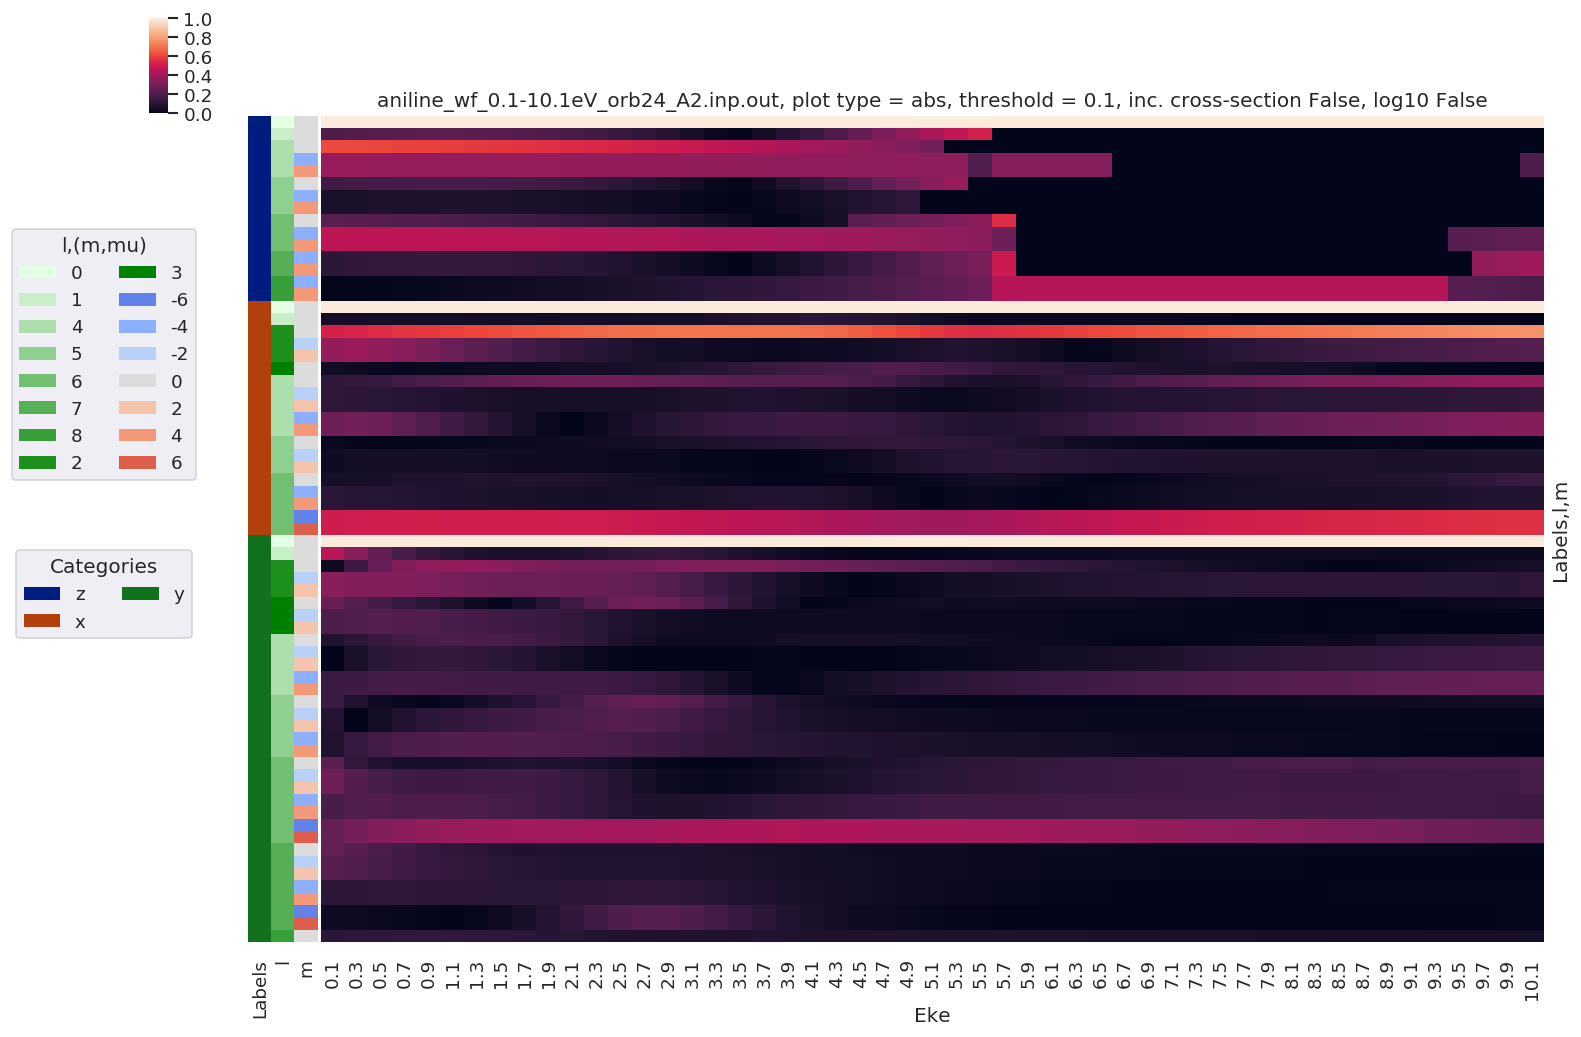 1.0
0.8
0.6
0.4
0.2
0.0
aniline_wf_0.1-10.1eV_orb24_A2.inp.out, plot type = abs, threshold = 0.1, inc. cross-section False, log10 False
l,(m,mu)
0 3
1 -6
4 -4
5 -2
6 0
7 2
8 4
2 6
Categories
z y
x
Labels,l,m
Labels l m
0.1 0.3 0.5 0.7 0.9 1.1 1.3 1.5 1.7 1.9 2.1 2.3 2.5 2.7 2.9 3.1 3.3 3.5 3.7 3.9 4.1 4.3 4.5 4.7 4.9 5.1 5.3 5.5 5.7 5.9 6.1 6.3 6.5 6.7 6.9 7.1 7.3 7.5 7.7 7.9 8.1 8.3 8.5 8.7 8.9 9.1 9.3 9.5 9.7 9.9 10.1
Eke